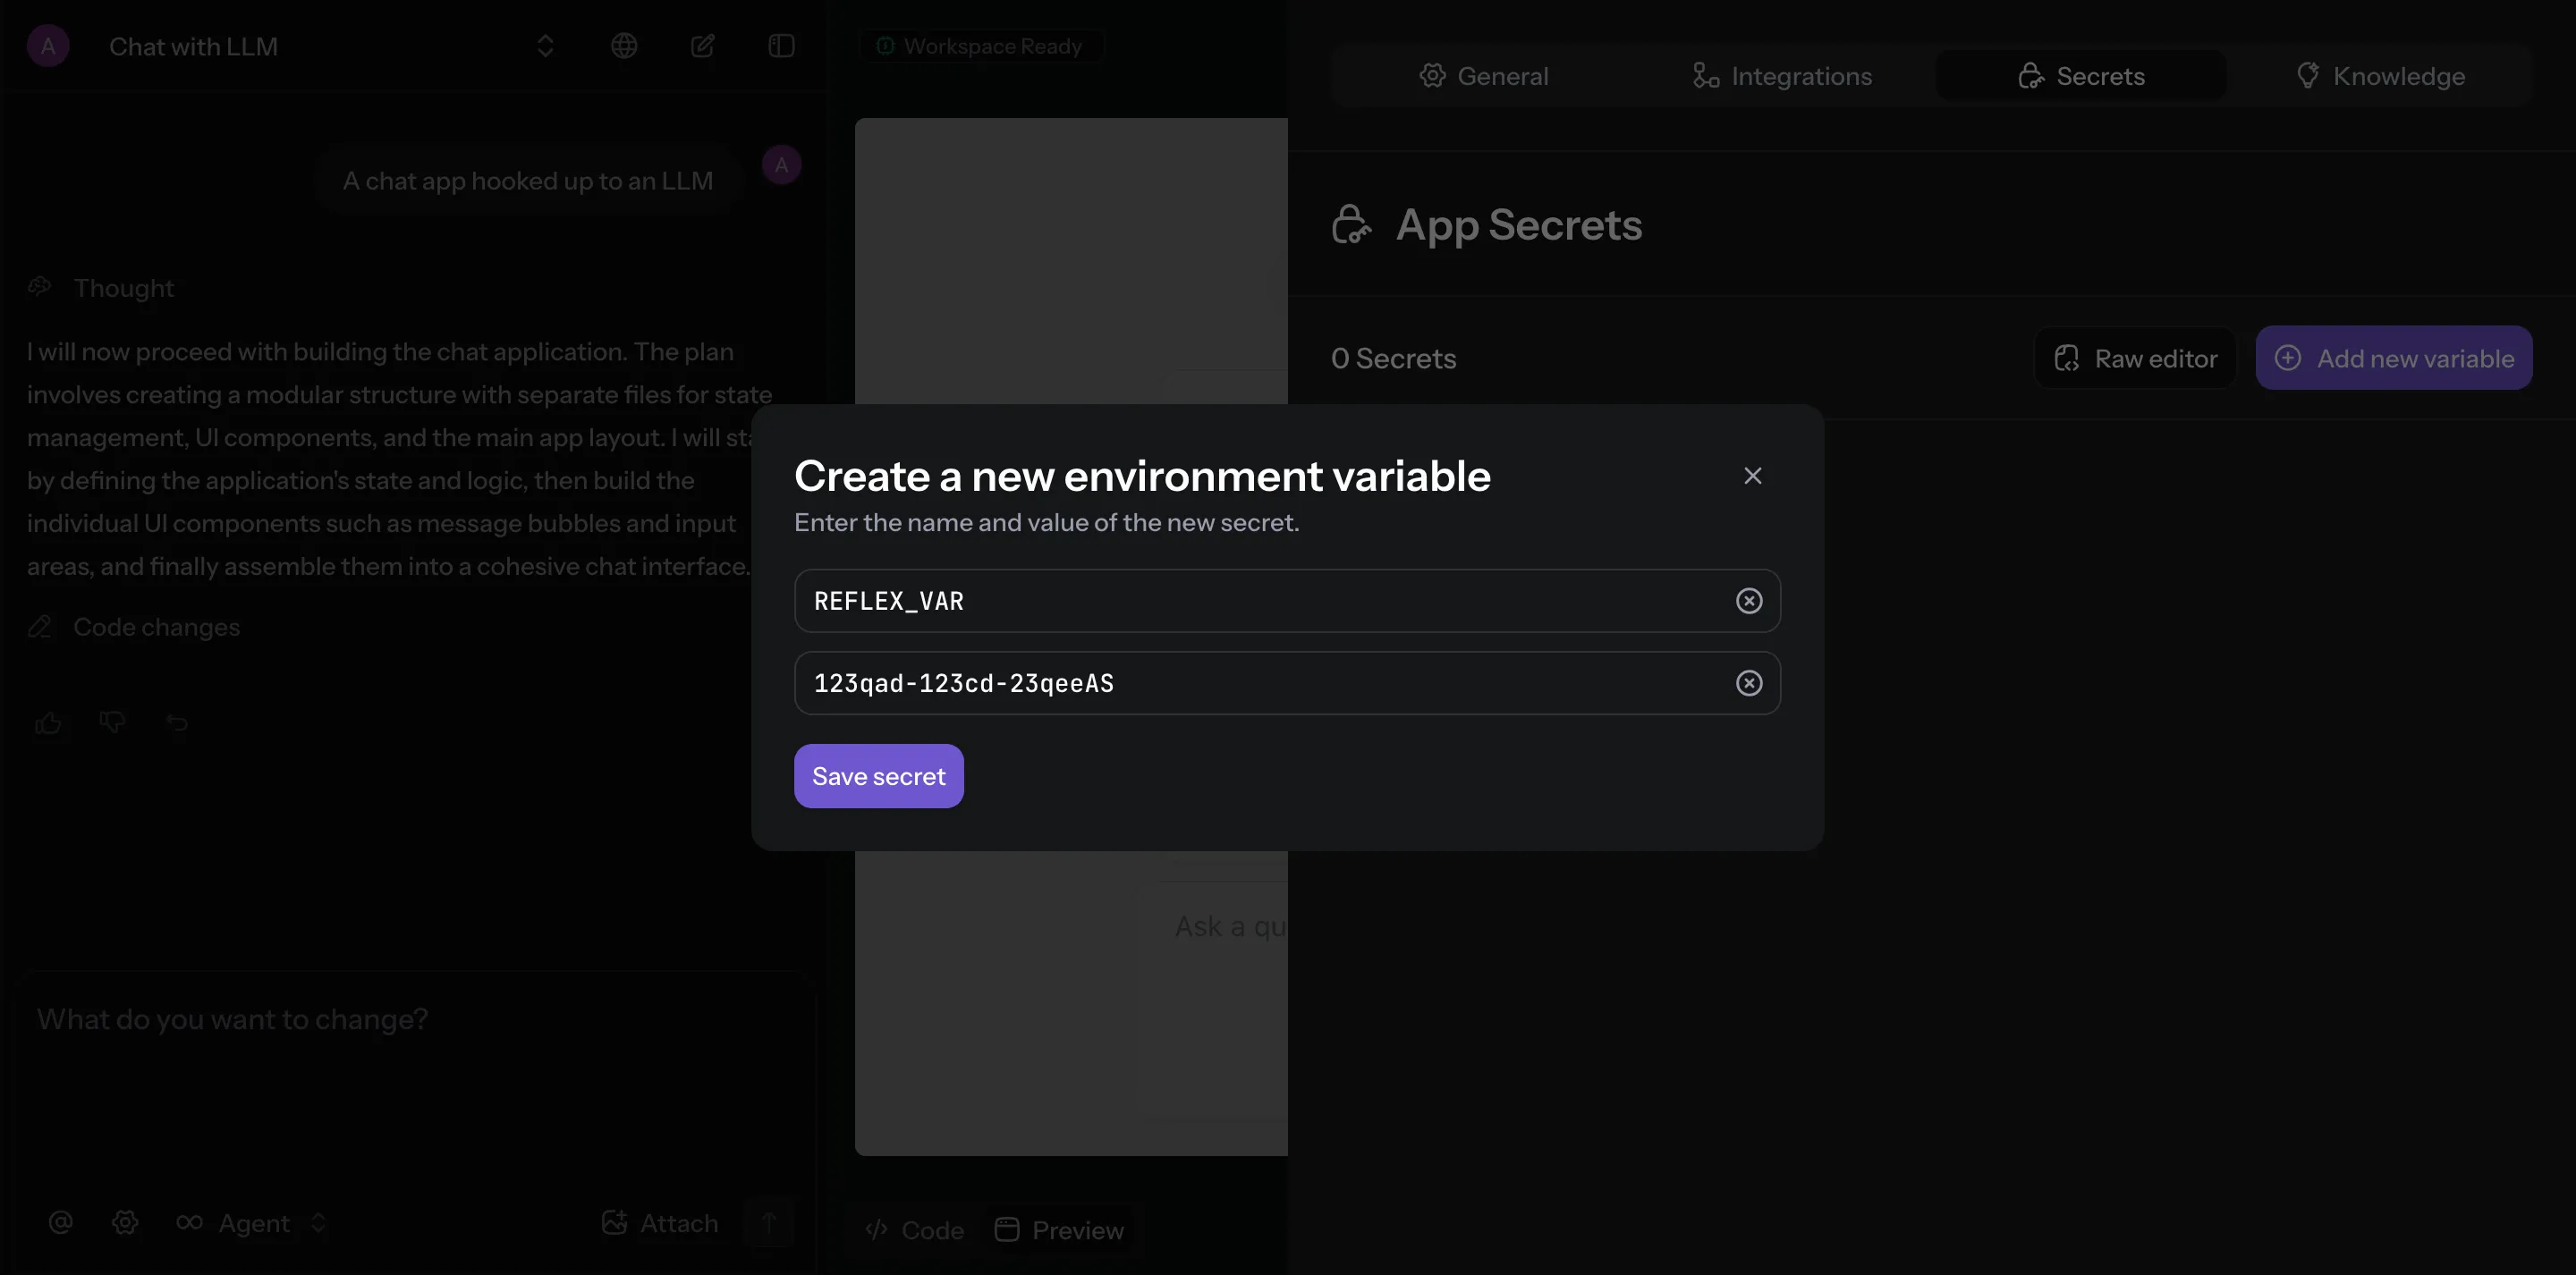 A
Chat with LLM
Workspace Ready
General
Integrations
Secrets
Knowledge
A chat app hooked up to an LLM
A
Thought
I will now proceed with building the chat application. The plan
involves creating a modular structure with separate files for state
management, UI components, and the main app layout. I will sta
by defining the application's state and logic, then build the
individual UI components such as message bubbles and input
areas, and finally assemble them into a cohesive chat interface.
Code changes
App Secrets
0 Secrets
Raw editor
Add new variable
Create a new environment variable
Enter the name and value of the new secret.
REFLEX_VAR
123qad-123cd-23qeeAS
Save secret
Ask a qu
What do you want to change?
Agent
Attach
Code
Preview